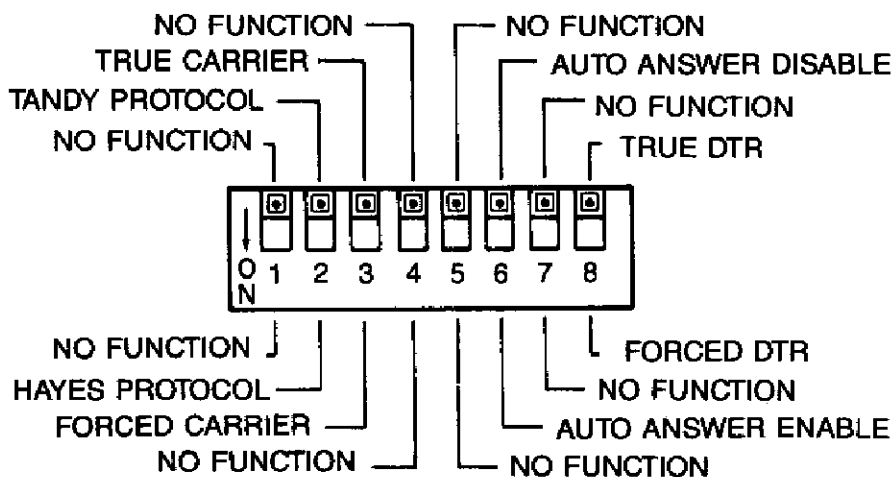 NO FUNCTION
NO FUNCTION
TRUE CARRIER
AUTO ANSWER DISABLE
TANDY PROTOCOL
NO FUNCTION
NO FUNCTION
TRUE DTR
ON
1 2 3 4 5 6 7 8
NO FUNCTION
FORCED DTR
HAYES PROTOCOL
NO FUNCTION
FORCED CARRIER
AUTO ANSWER ENABLE
NO FUNCTION
NO FUNCTION